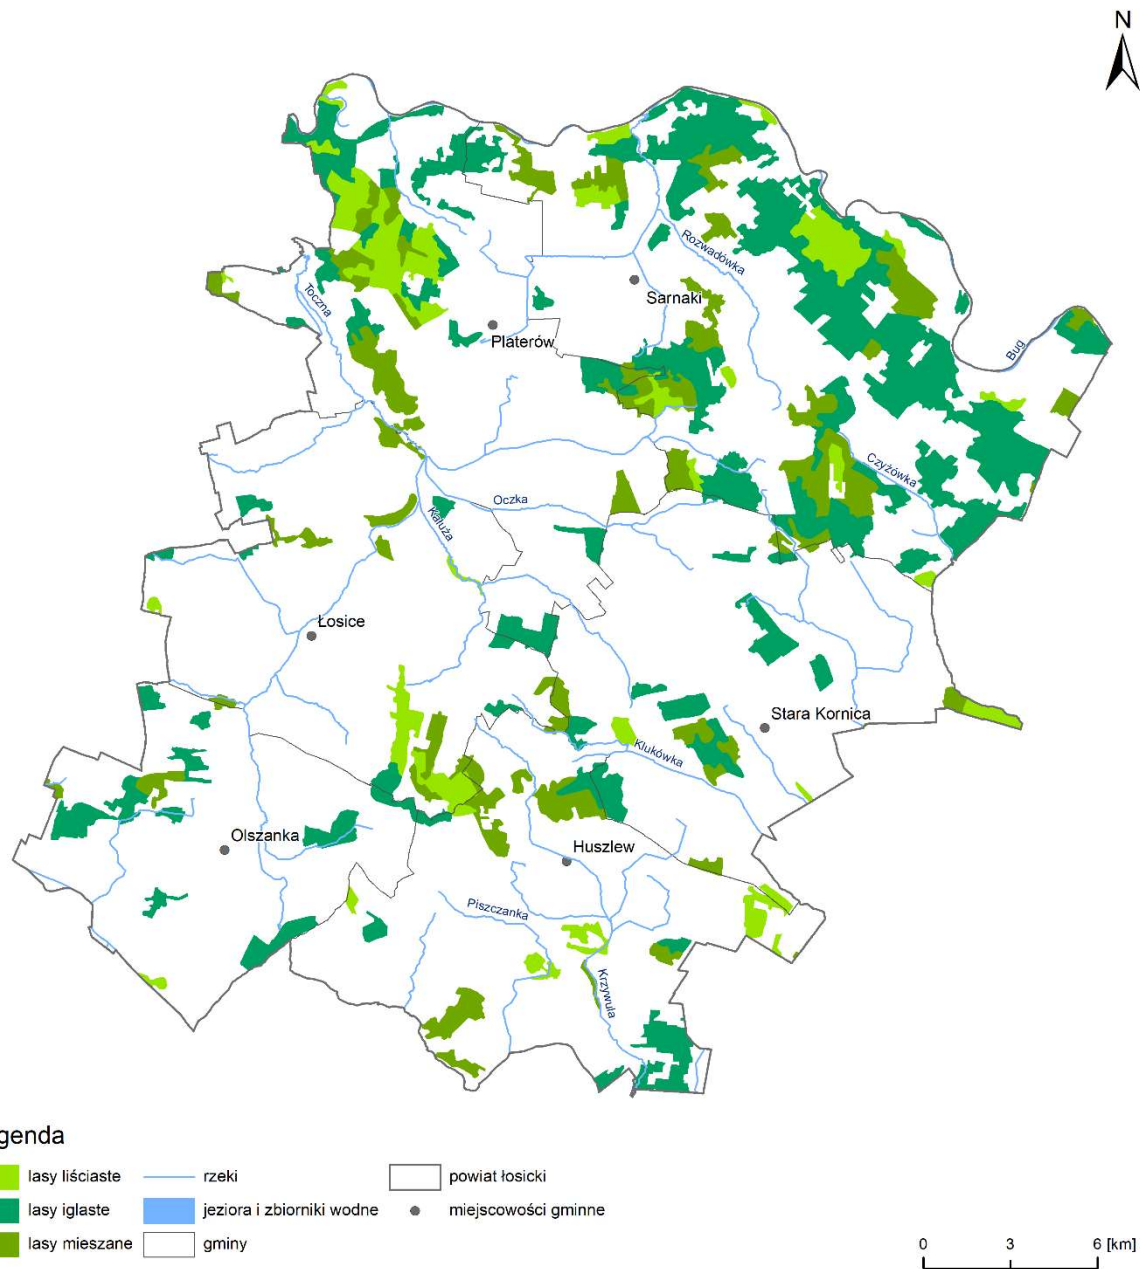 N
Rozwadówka
Sarnaki
Toczna
Platerów
Bug
Czyżówka
Oczka
Kałuża
Łosice
Stara Kornica
Klukówka
Olszanka
Huszlew
Piszczanka
Krzywula
genda
lasy liściaste rzeki powiat łosicki
lasy iglaste jeziora i zbiorniki wodne miejscowości gminne
lasy mieszane gminy
0 3 6 [km]